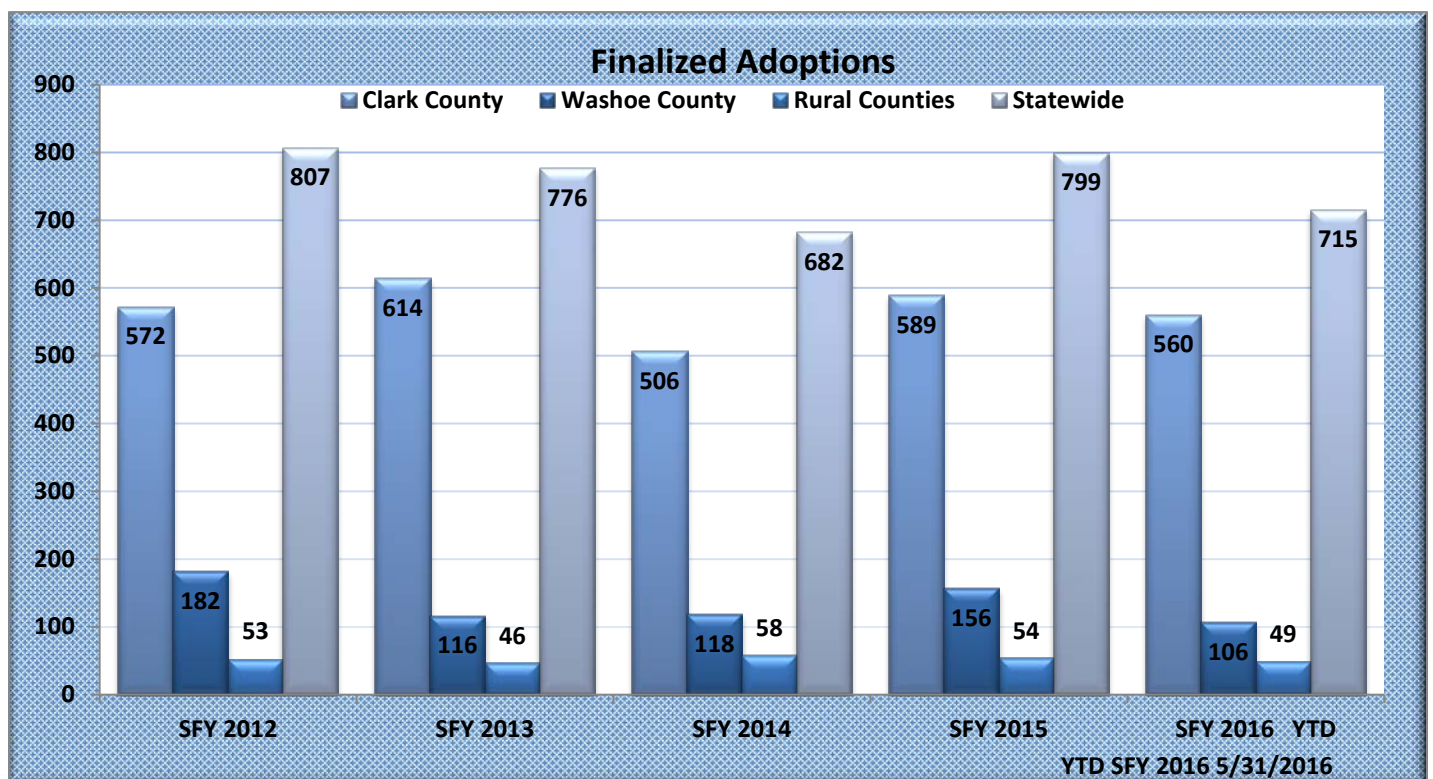 Finalized Adoptions
Clark County Washoe County Rural Counties Statewide
900
800
700
600
500
400
300
200
100
0
572 182 53 807
614 116 46 776
506 118 58 682
589 156 54 799
560 106 49 715
SFY 2012 SFY 2013 SFY 2014 SFY 2015 SFY 2016 YTD
YTD SFY 2016 5/31/2016